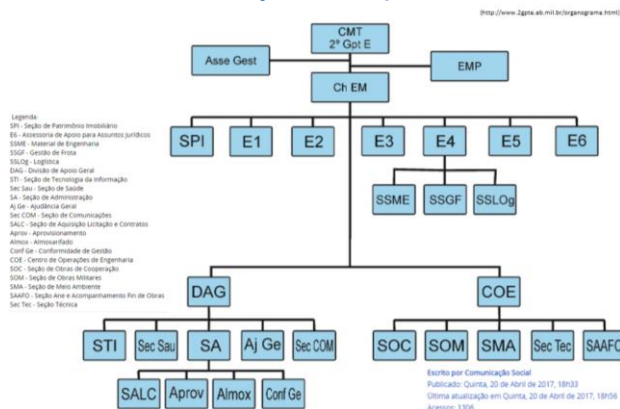 (http://www.2gpte.eb.mil.br/organograma.html)
CMT
2º Gpt E
Asse Gest
EMP
Ch EM
Legenda
SPI - Seção de Patrimônio Imobiliário
E6 - Assessoria de Apoio para Assuntos Jurídicos
SSME - Material de Engenharia
SSGF - Gestão de Frota
SSLOg - Logística
DAG - Divisão de Apoio Geral
STI - Seção de Tecnologia da Informação
Sec Sau - Seção de Saúde
SA - Seção de Administração
Aj Ge - Ajudância Geral
Sec COM - Seção de Comunicações
SALC - Seção de Aquisição Licitação e Contratos
Aprov - Aprovisionamento
Almox - Almoxarifado
Conf Ge - Conformidade de Gestão
COE - Centro de Operações de Engenharia
SOC - Seção de Obras de Cooperação
SOM - Seção de Obras Militares
SMA - Seção de Meio Ambiente
SAAFO - Seção Ane e Acompanhamento Fin de Obras
Sec Tec - Seção Técnica
SPI E1 E2 E3 E4 E5 E6
SSME SSGF SSLOg
DAG COE
STI Sec Sau SA Aj Ge Sec COM SOC SOM SMA Sec Tec SAAFC
SALC Aprov Almox Conf Ge
Escrito por Comunicação Social
Publicado: Quinta, 20 de Abril de 2017, 18h33
Última atualização em Quinta, 20 de Abril de 2017, 18h56
Acessos: 3306